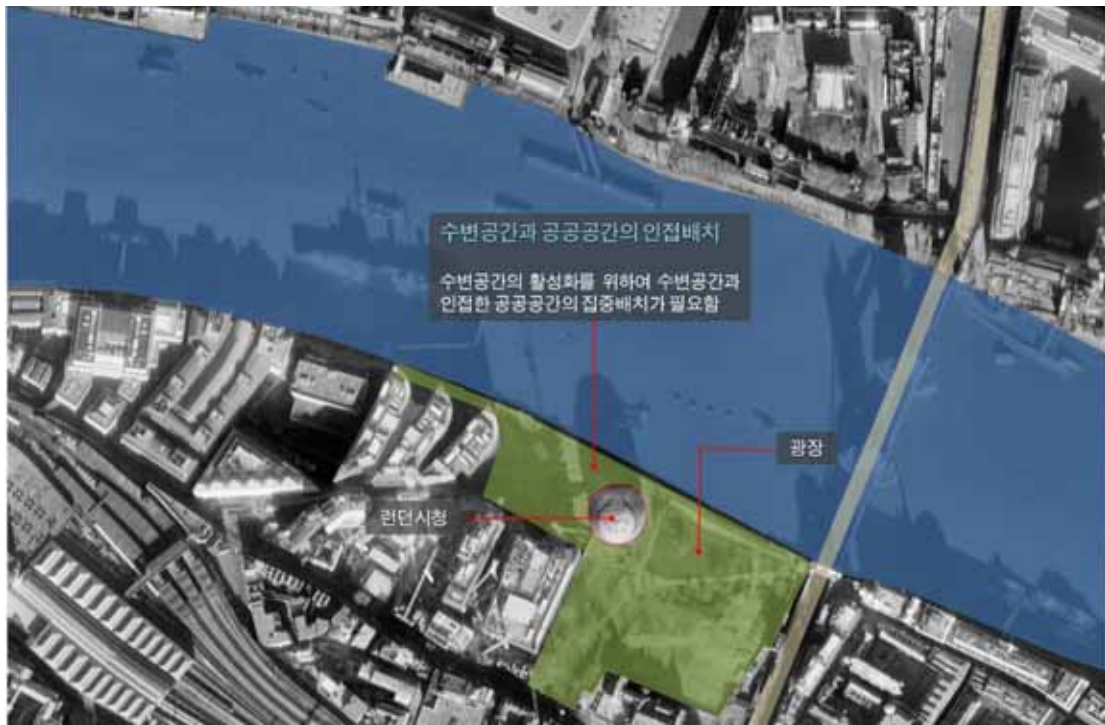 수변공간과 공공공간의 인접배치
수변공간의 활성화를 위하여 수변공간과
인접한 공공공간의 집중배치가 필요함
광장
런던시청